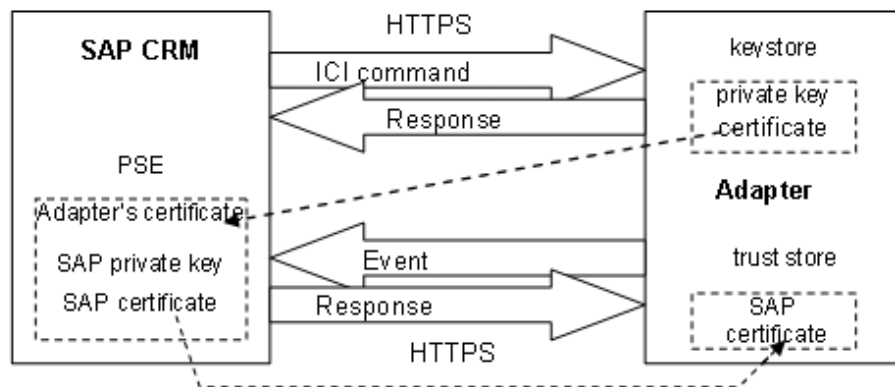 HTTPS
SAP CRM
keystore
ICI command
private key
certificate
Response
PSE
Adapter
Adapter's certificate
SAP private key
SAP certificate
Event
trust store
Response
SAP
certificate
HTTPS